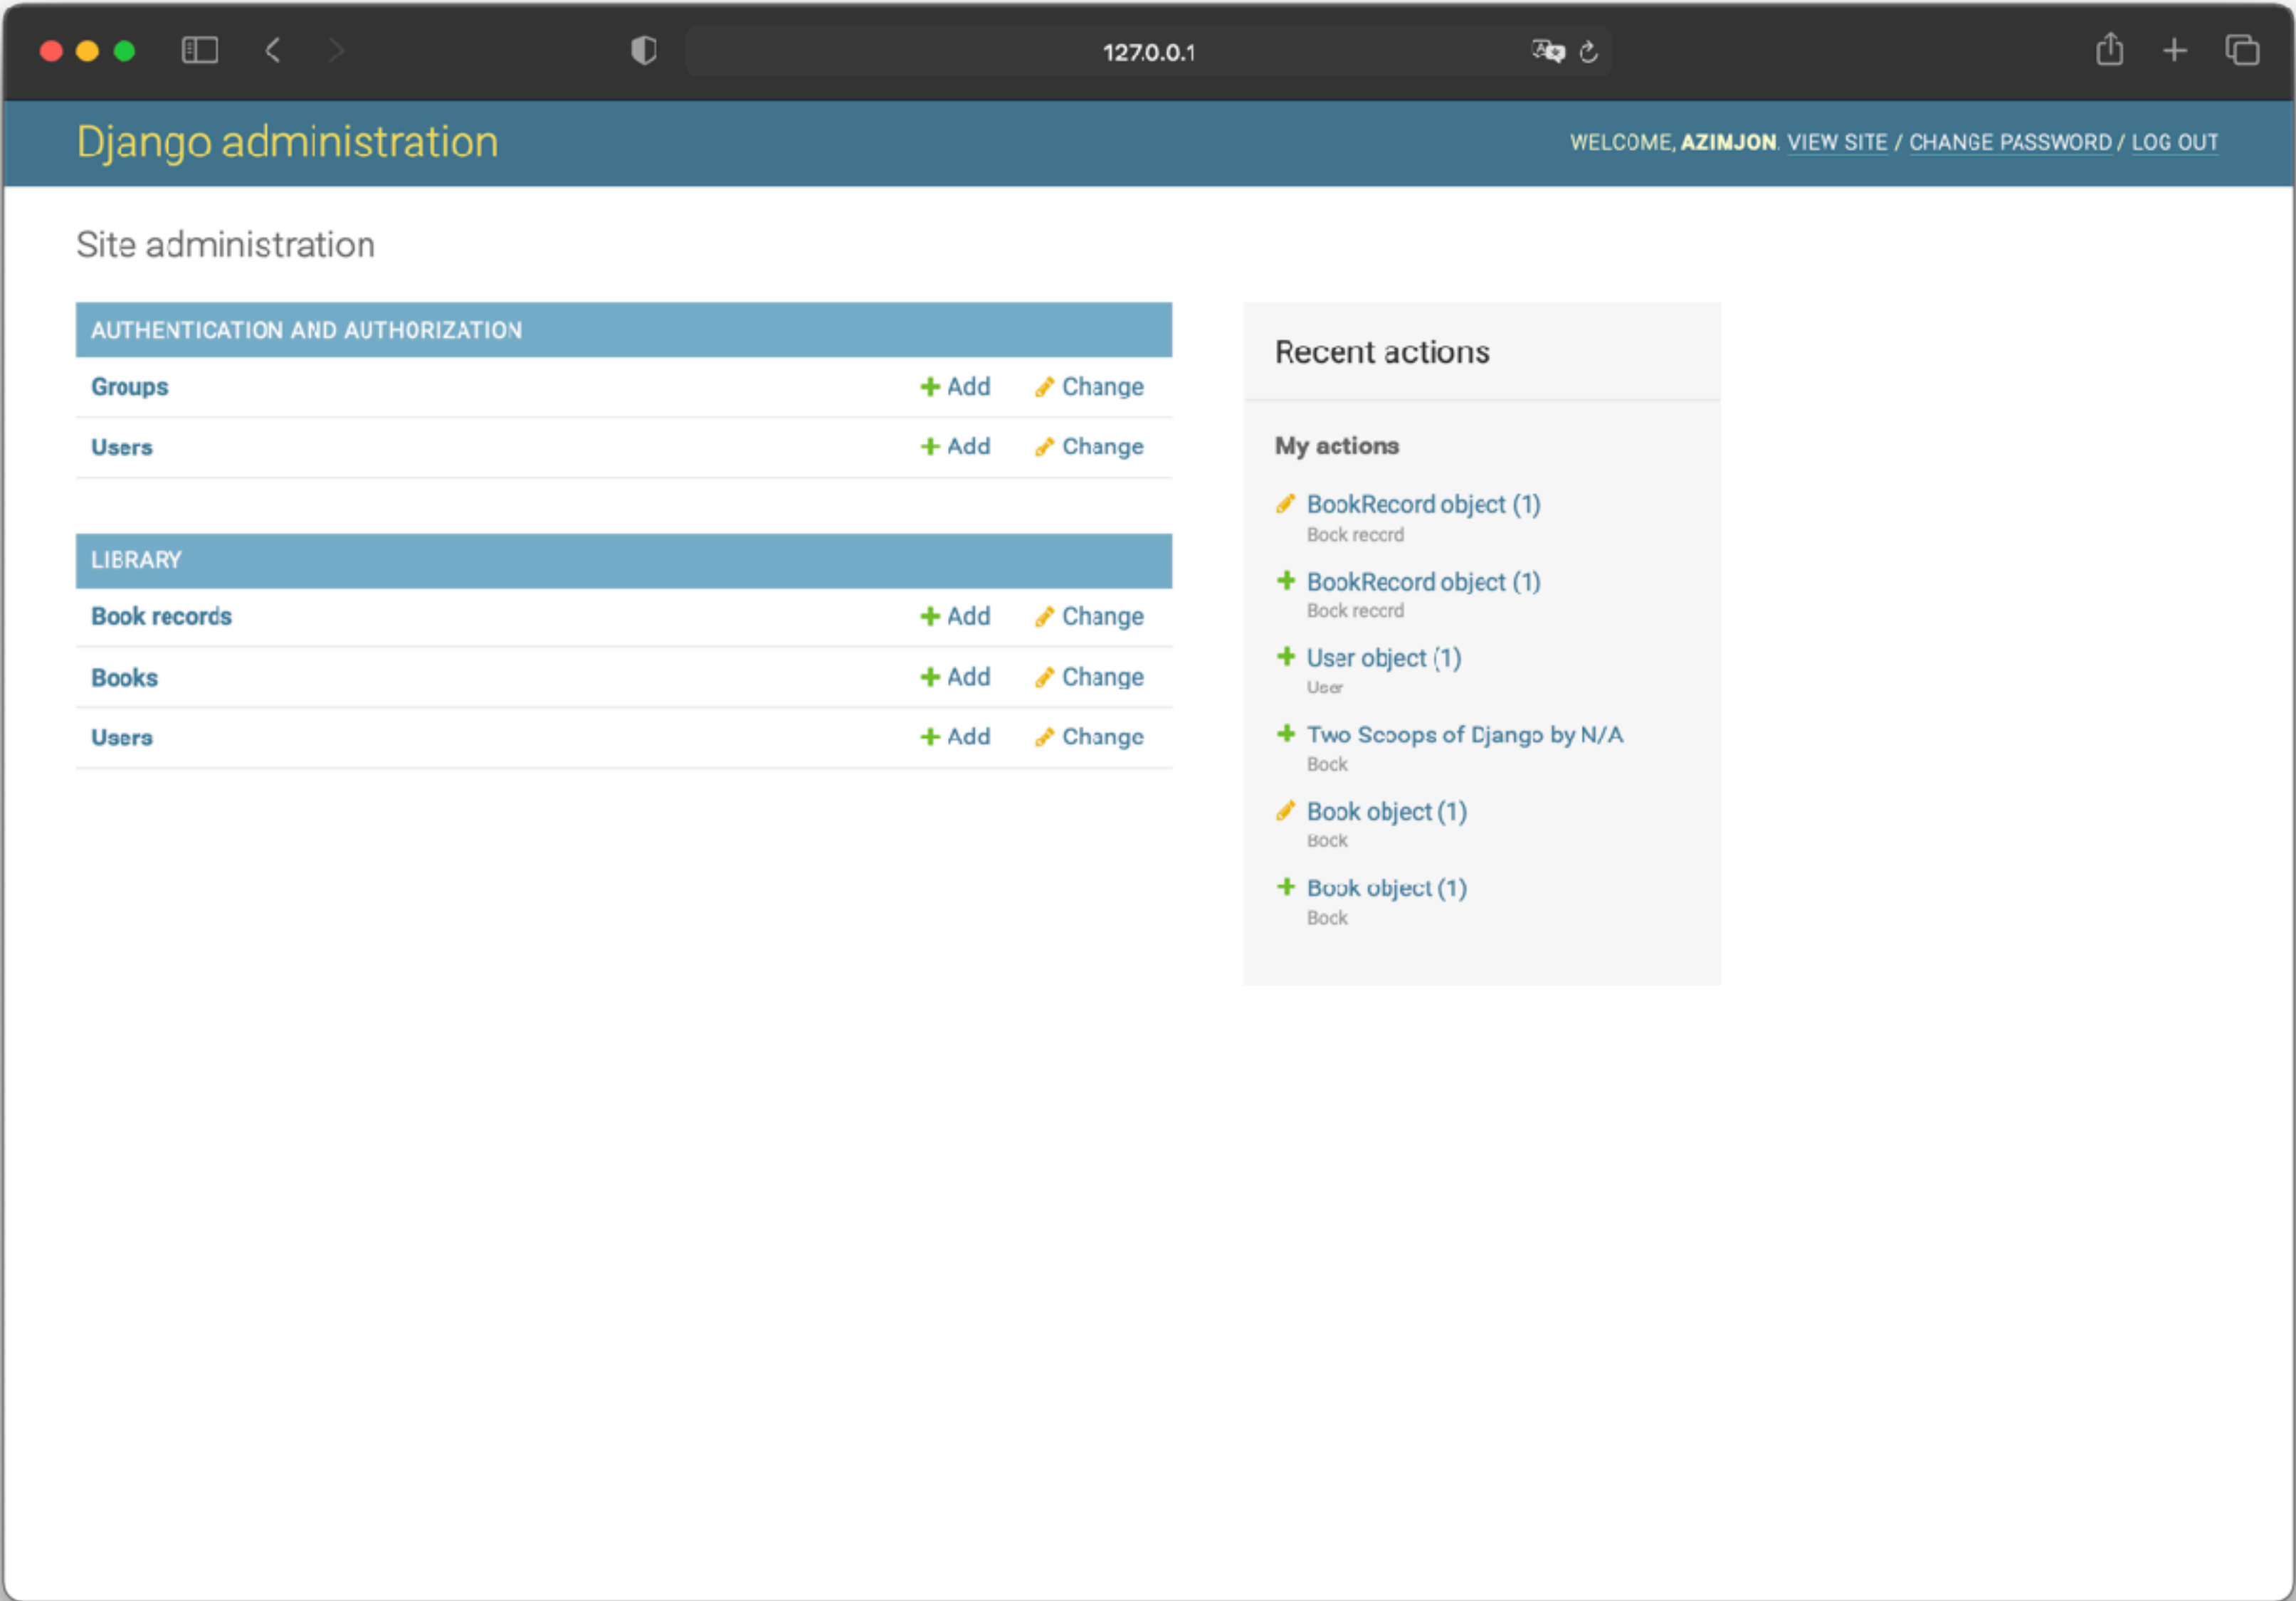 127.0.0.1
Django administration
WELCOME, AZIMJON. VIEW SITE / CHANGE PASSWORD / LOG OUT
Site administration
AUTHENTICATION AND AUTHORIZATION
Groups Add Change
Users Add Change
LIBRARY
Book records Add Change
Books Add Change
Users Add Change
Recent actions
My actions
BookRecord object (1)
Book record
BookRecord object (1)
Book record
User object (1)
User
Two Scoops of Django by N/A
Book
Book object (1)
Book
Book object (1)
Book